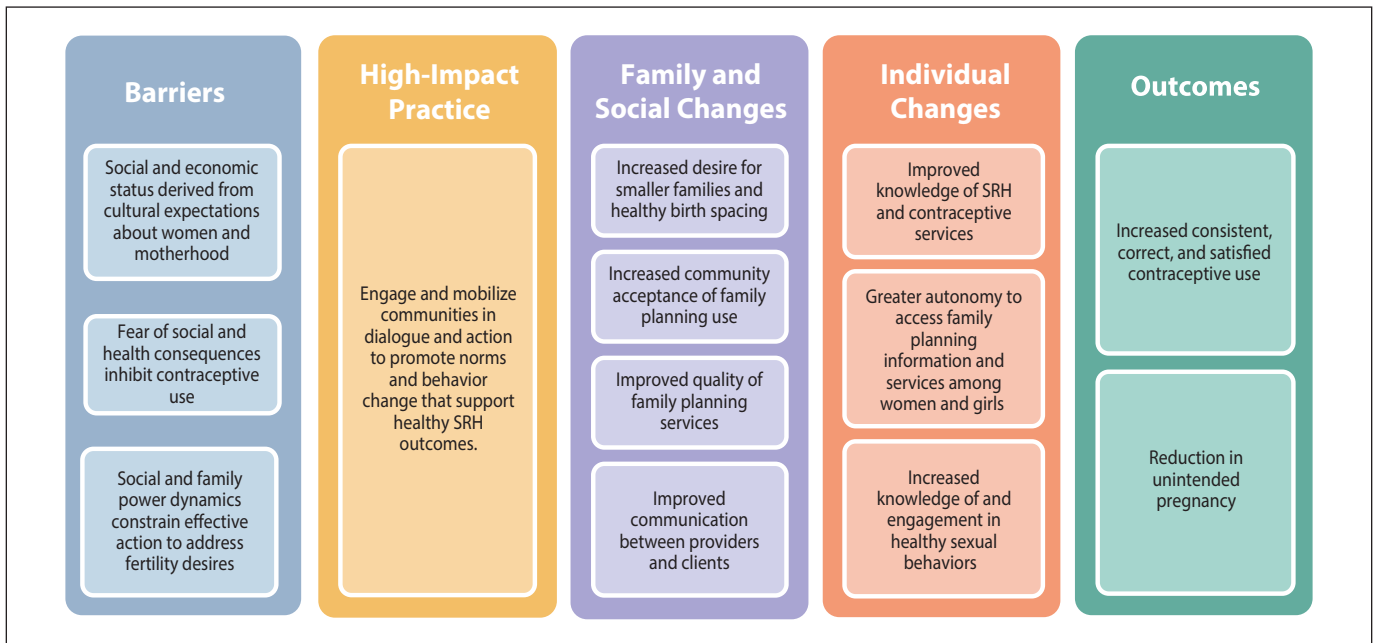 Barriers
Social and economic
status derived from
cultural expectations
about women and
motherhood
Fear of social and
health consequences
inhibit contraceptive
use
Social and family
power dynamics
constrain effective
action to address
fertility desires
High-Impact
Practice
Engage and mobilize
communities in
dialogue and action
to promote norms
and behavior
change that support
healthy SRH
outcomes.
Family and
Social Changes
Increased desire for
smaller families and
healthy birth spacing
Increased community
acceptance of family
planning use
Improved quality of
family planning
services
Improved
communication
between providers
and clients
Individual
Changes
Improved
knowledge of SRH
and contraceptive
services
Greater autonomy to
access family
planning
information and
services among
women and girls
Increased
knowledge of and
engagement in
healthy sexual
behaviors
Outcomes
Increased consistent,
correct, and satisfied
contraceptive use
Reduction in
unintended
pregnancy